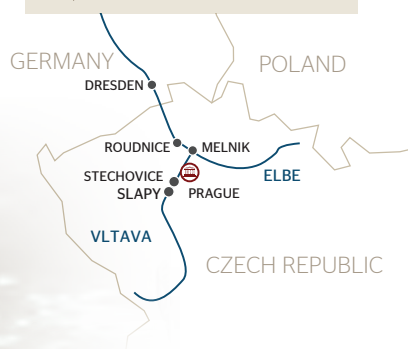 GERMANY
POLAND
DRESDEN
ROUDNICE
MELNIK
STECHOVICE
ELBE
SLAPY
PRAGUE
VLTAVA
CZECH REPUBLIC